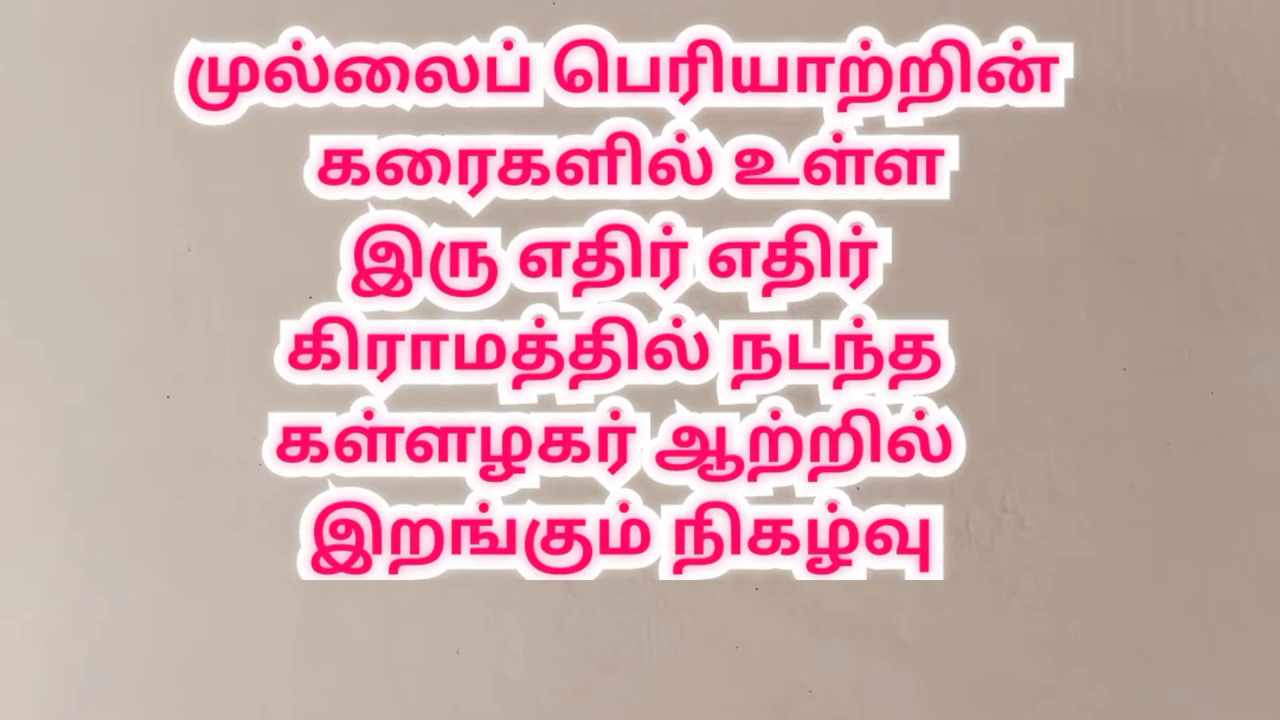 முல்லைப் பெரியாற்றின்
கரைகளில் உள்ள
இரு எதிர் எதிர்
கிராமத்தில் நடந்த
கள்ளழகர் ஆற்றில்
இறங்கும் நிகழ்வு